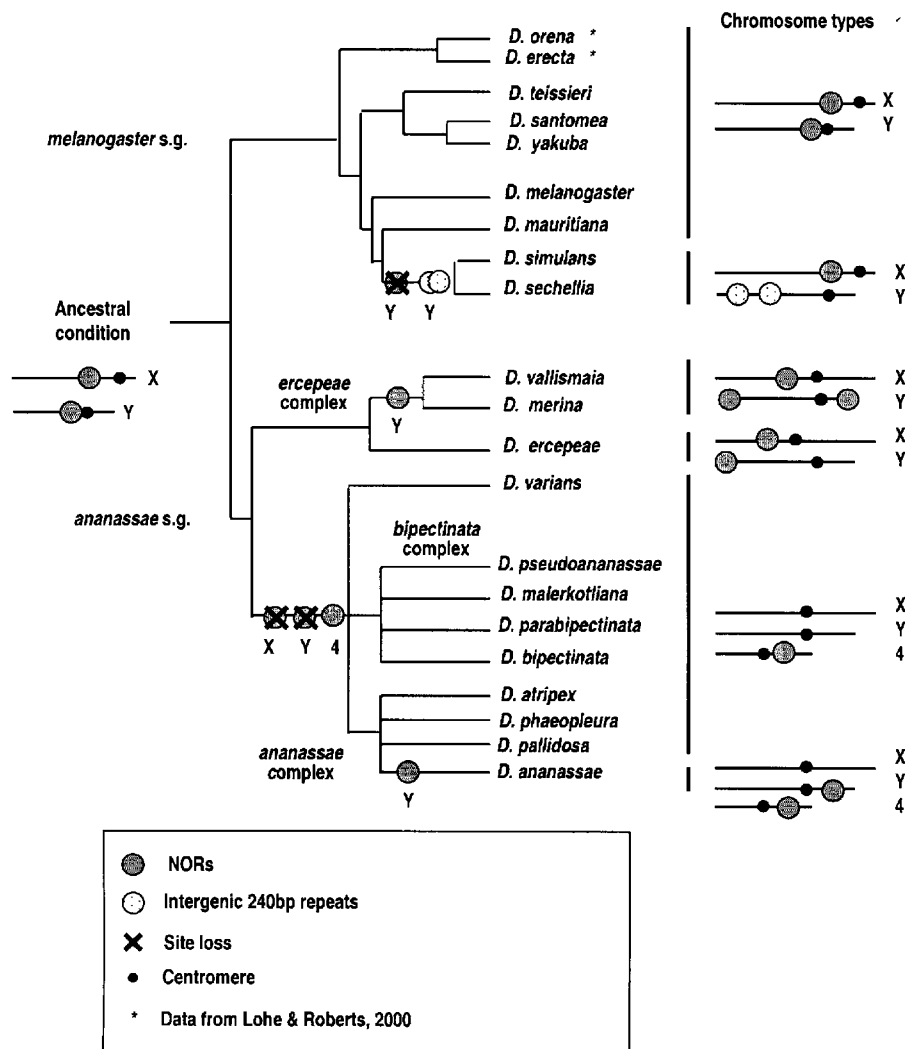 Chromosome types
D. orena *
D. erecta *
D. teissieri
D. santomea
D. yakuba
melanogaster s.g.
D. melanogaster
D. mauritiana
D. simulans
D. sechellia
Y Y
X
Y
X
Y
Ancestral
condition
X
Y
ercepeae
complex
Y
D. vallismaia
D. merina
D. ercepeae
X
Y
X
Y
ananassae s.g.
D. varians
bipectinata
complex
D. pseudoananassae
D. malerkotliana
D. parabipectinata
D. bipectinata
X Y 4
X
Y
4
ananassae
complex
D. atripex
D. phaeopleura
D. pallidosa
D. ananassae
Y
X
Y
4
NORs
Intergenic 240bp repeats
Site loss
Centromere
* Data from Lohe & Roberts, 2000